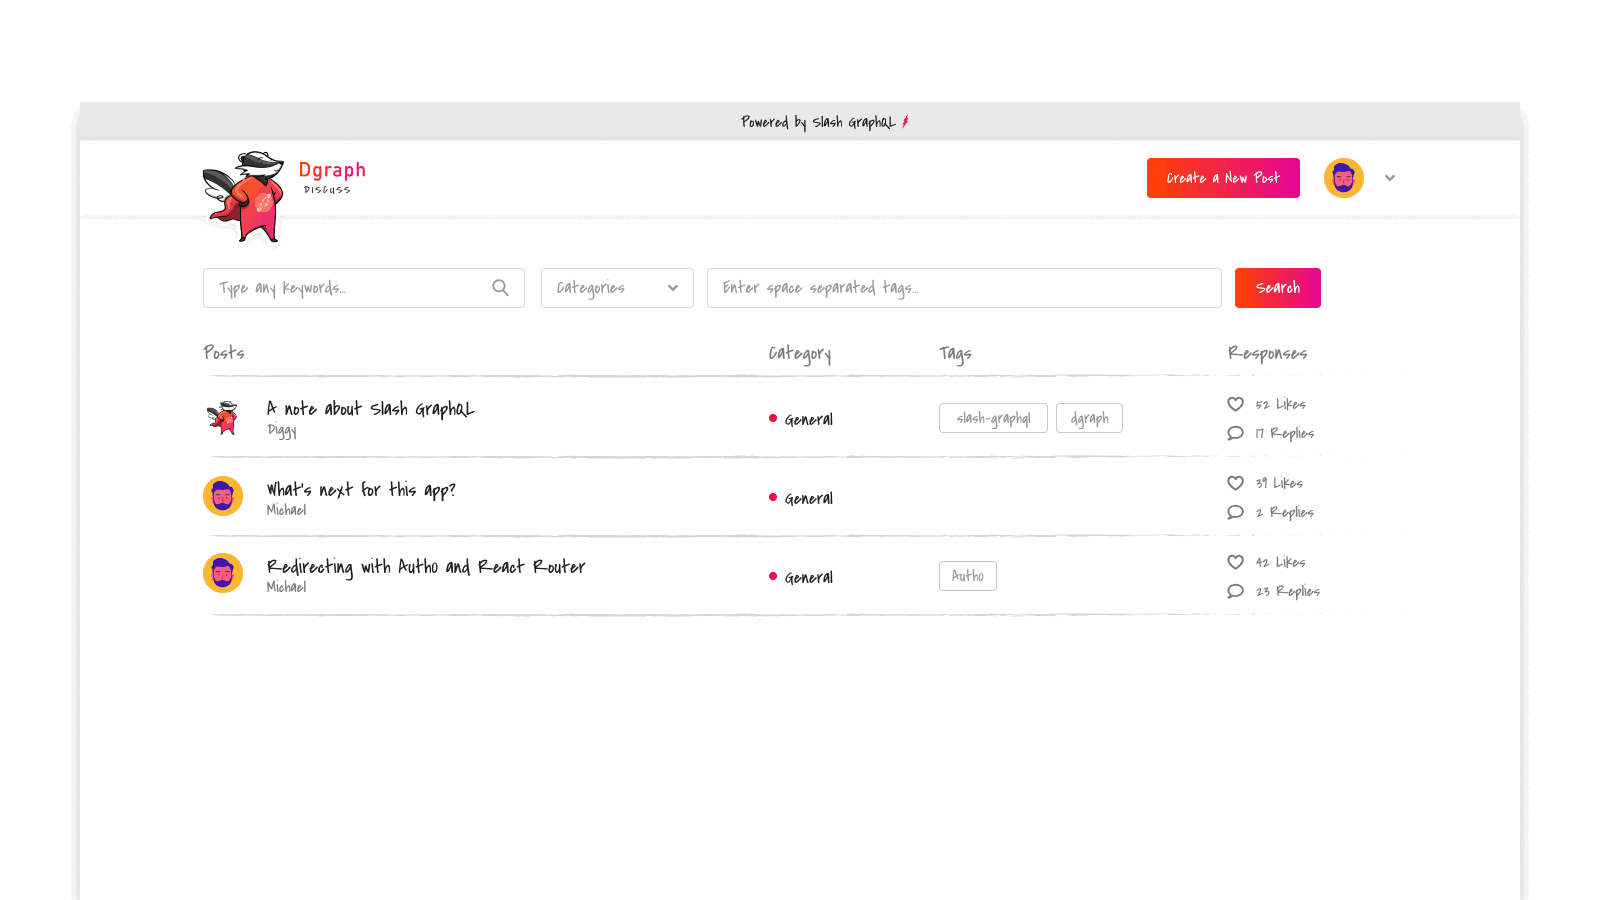 Powered by Slash GraphQL
Dgraph
DISCUSS
Create a New Post
Type any keywords...
Categories
Enter space separated tags...
Search
Posts Category Tags Responses
A note about Slash GraphQL
Diggy
General
slash-graphql dgraph
52 Likes
17 Replies
What's next for this app?
Michael
General
39 Likes
2 Replies
Redirecting with Auth0 and React Router
Michael
General
Auth0
42 Likes
23 Replies